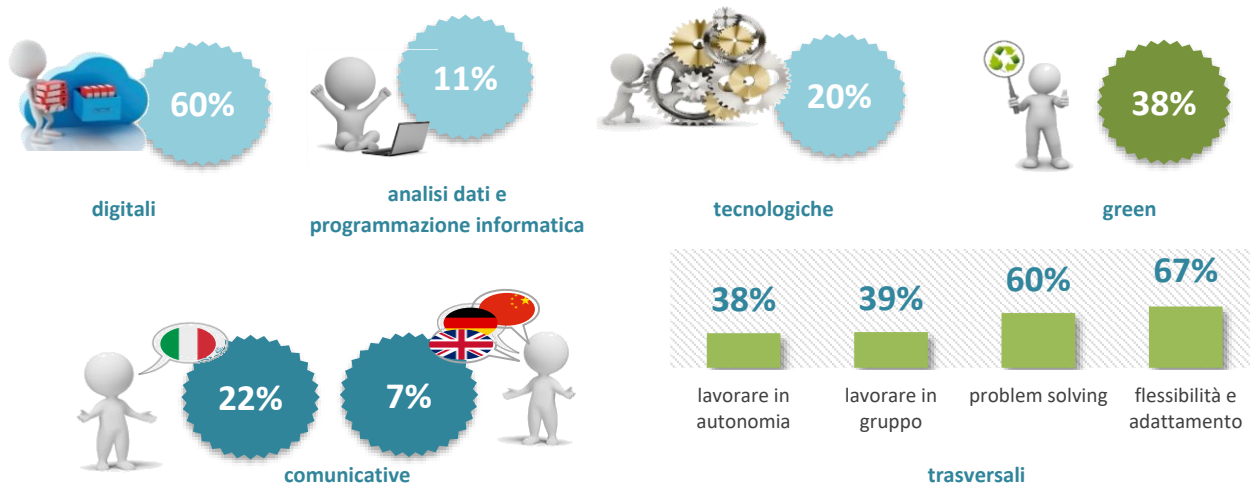 60%
11%
20%
38%
digitali
analisi dati e
programmazione informatica
tecnologiche
green
22%
7%
comunicative
38%
39%
60%
67%
lavorare in
autonomia
lavorare in
gruppo
problem solving
flessibilità e
adattamento
trasversali